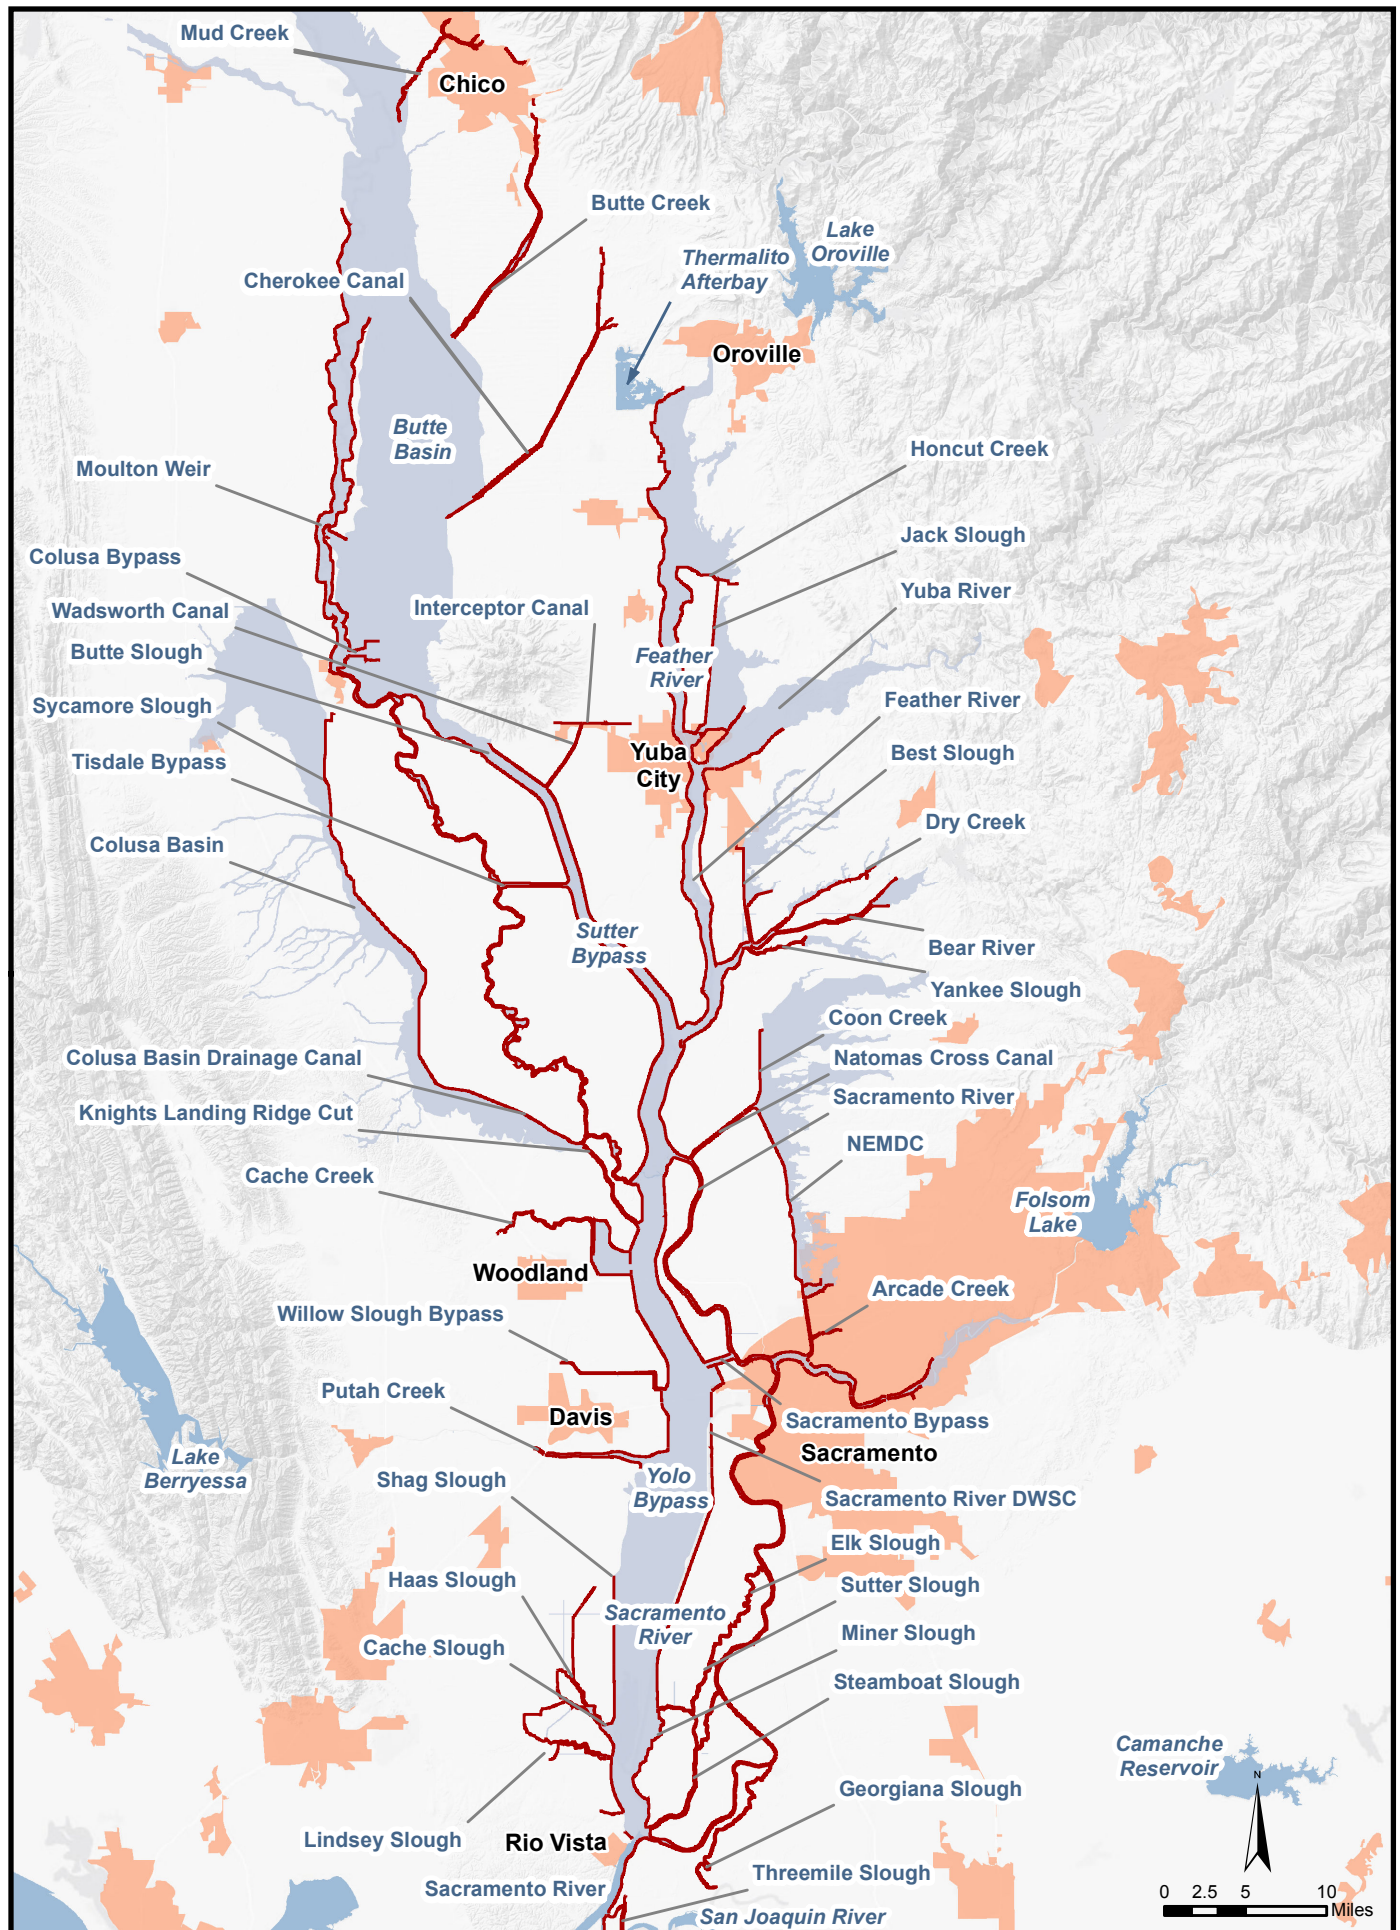 Mud Creek
Chico
Butte Creek
Lake
Oroville
Thermalito
Afterbay
Cherokee Canal
Oroville
Butte
Basin
Honcut Creek
Moulton Weir
Jack Slough
Colusa Bypass
Yuba River
Wadsworth Canal
Interceptor Canal
Butte Slough
Feather
River
Sycamore Slough
Feather River
Tisdale Bypass
Yuba
City
Best Slough
Dry Creek
Colusa Basin
Sutter
Bypass
Bear River
Yankee Slough
Coon Creek
Colusa Basin Drainage Canal
Natomas Cross Canal
Sacramento River
Knights Landing Ridge Cut
NEMDC
Cache Creek
Folsom
Lake
Woodland
Arcade Creek
Willow Slough Bypass
Putah Creek
Davis
Sacramento Bypass
Sacramento
Lake
Berryessa
Shag Slough
Yolo
Bypass
Sacramento River DWSC
Elk Slough
Haas Slough
Sutter Slough
Sacramento
River
Miner Slough
Cache Slough
Steamboat Slough
Camanche
Reservoir
N
Georgiana Slough
Lindsey Slough
Rio Vista
Threemile Slough
Sacramento River
San Joaquin River
0 2.5 5 10
Miles